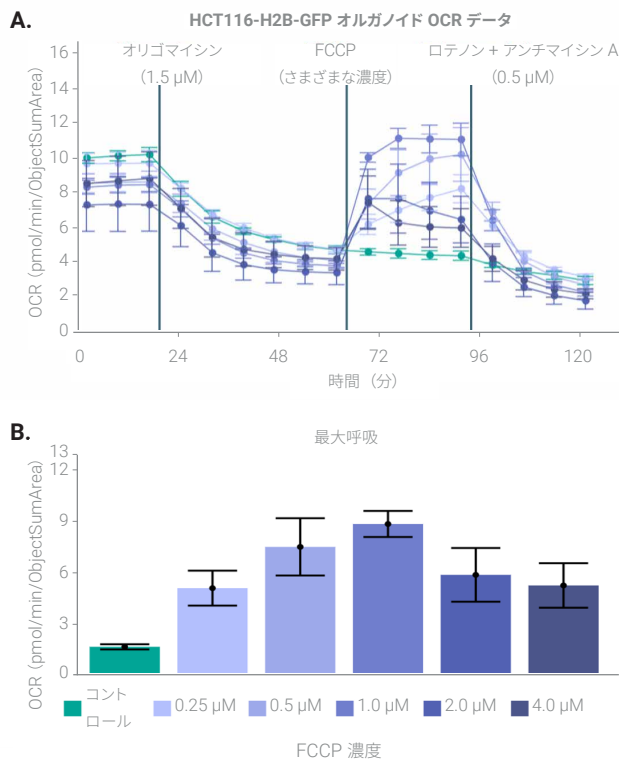 A.
HCT116-H2B-GFP オルガノイド OCR データ
オリゴマイシン
(1.5 µM)
FCCP
(さまざまな濃度)
ロテノン + アンチマイシン A
(0.5 µM)
OCR (pmol/min/ObjectSumArea)
16
14
12
10
8
6
4
2
0
0 24 48 72 96 120
時間（分）
B.
最大呼吸
OCR (pmol/min/ObjectSumArea)
13
12
9
6
3
0
コント
ロール
0.25 µM 0.5 µM 1.0 µM 2.0 µM 4.0 µM
FCCP 濃度